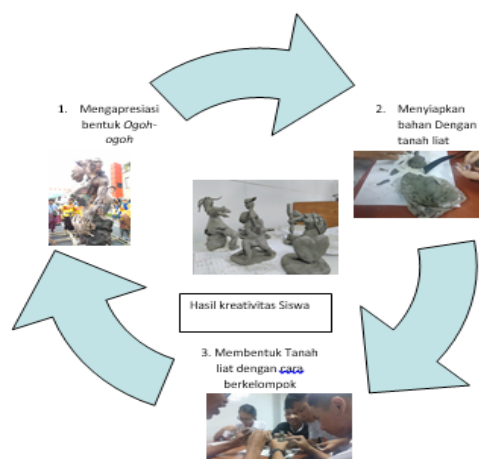 1. Mengapresiasi
bentuk Ogoh-
ogoh
2. Menyiapkan
bahan Dengan
tanah liat
Hasil kreativitas Siswa
3. Membentuk Tanah
liat dengan cara
berkelompok